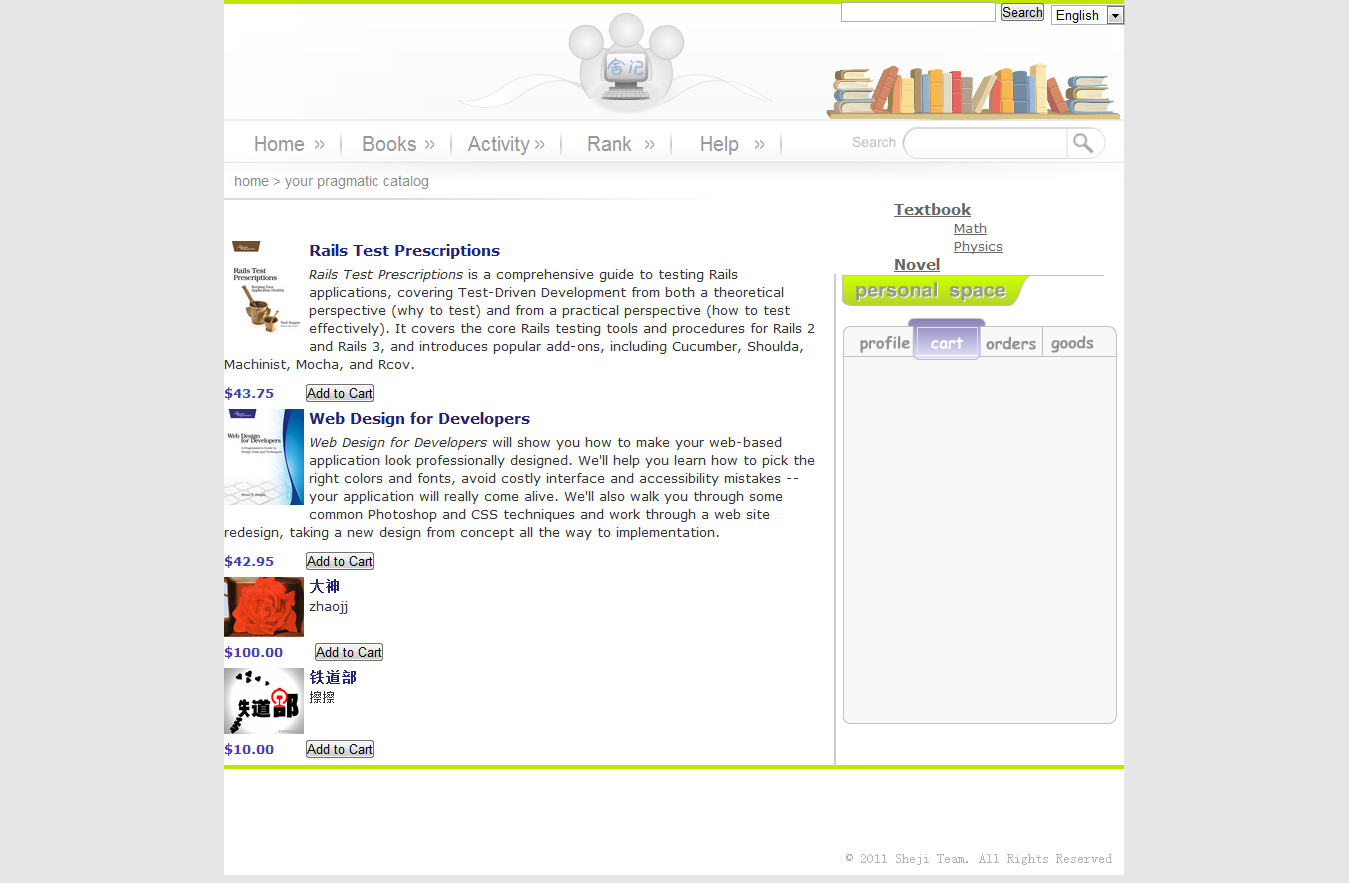 Search
English
舍记
Home »
Books »
Activity »
Rank »
Help »
Search
home > your pragmatic catalog
Textbook
Math
Physics
Novel
Rails Test
Prescriptions
Rails Test Prescriptions
Rails Test Prescriptions is a comprehensive guide to testing Rails
applications, covering Test-Driven Development from both a theoretical
perspective (why to test) and from a practical perspective (how to test
effectively). It covers the core Rails testing tools and procedures for Rails 2
and Rails 3, and introduces popular add-ons, including Cucumber, Shoulda,
Machinist, Mocha, and Rcov.
$43.75
Add to Cart
Web Design
for Developers
Web Design for Developers
Web Design for Developers will show you how to make your web-based
application look professionally designed. We'll help you learn how to pick the
right colors and fonts, avoid costly interface and accessibility mistakes --
your application will really come alive. We'll also walk you through some
common Photoshop and CSS techniques and work through a web site
redesign, taking a new design from concept all the way to implementation.
$42.95
Add to Cart
大神
zhaojj
$100.00
Add to Cart
铁道部
擦擦
$10.00
Add to Cart
personal space
profile
cart
orders
goods
© 2011 Sheji Team. All Rights Reserved